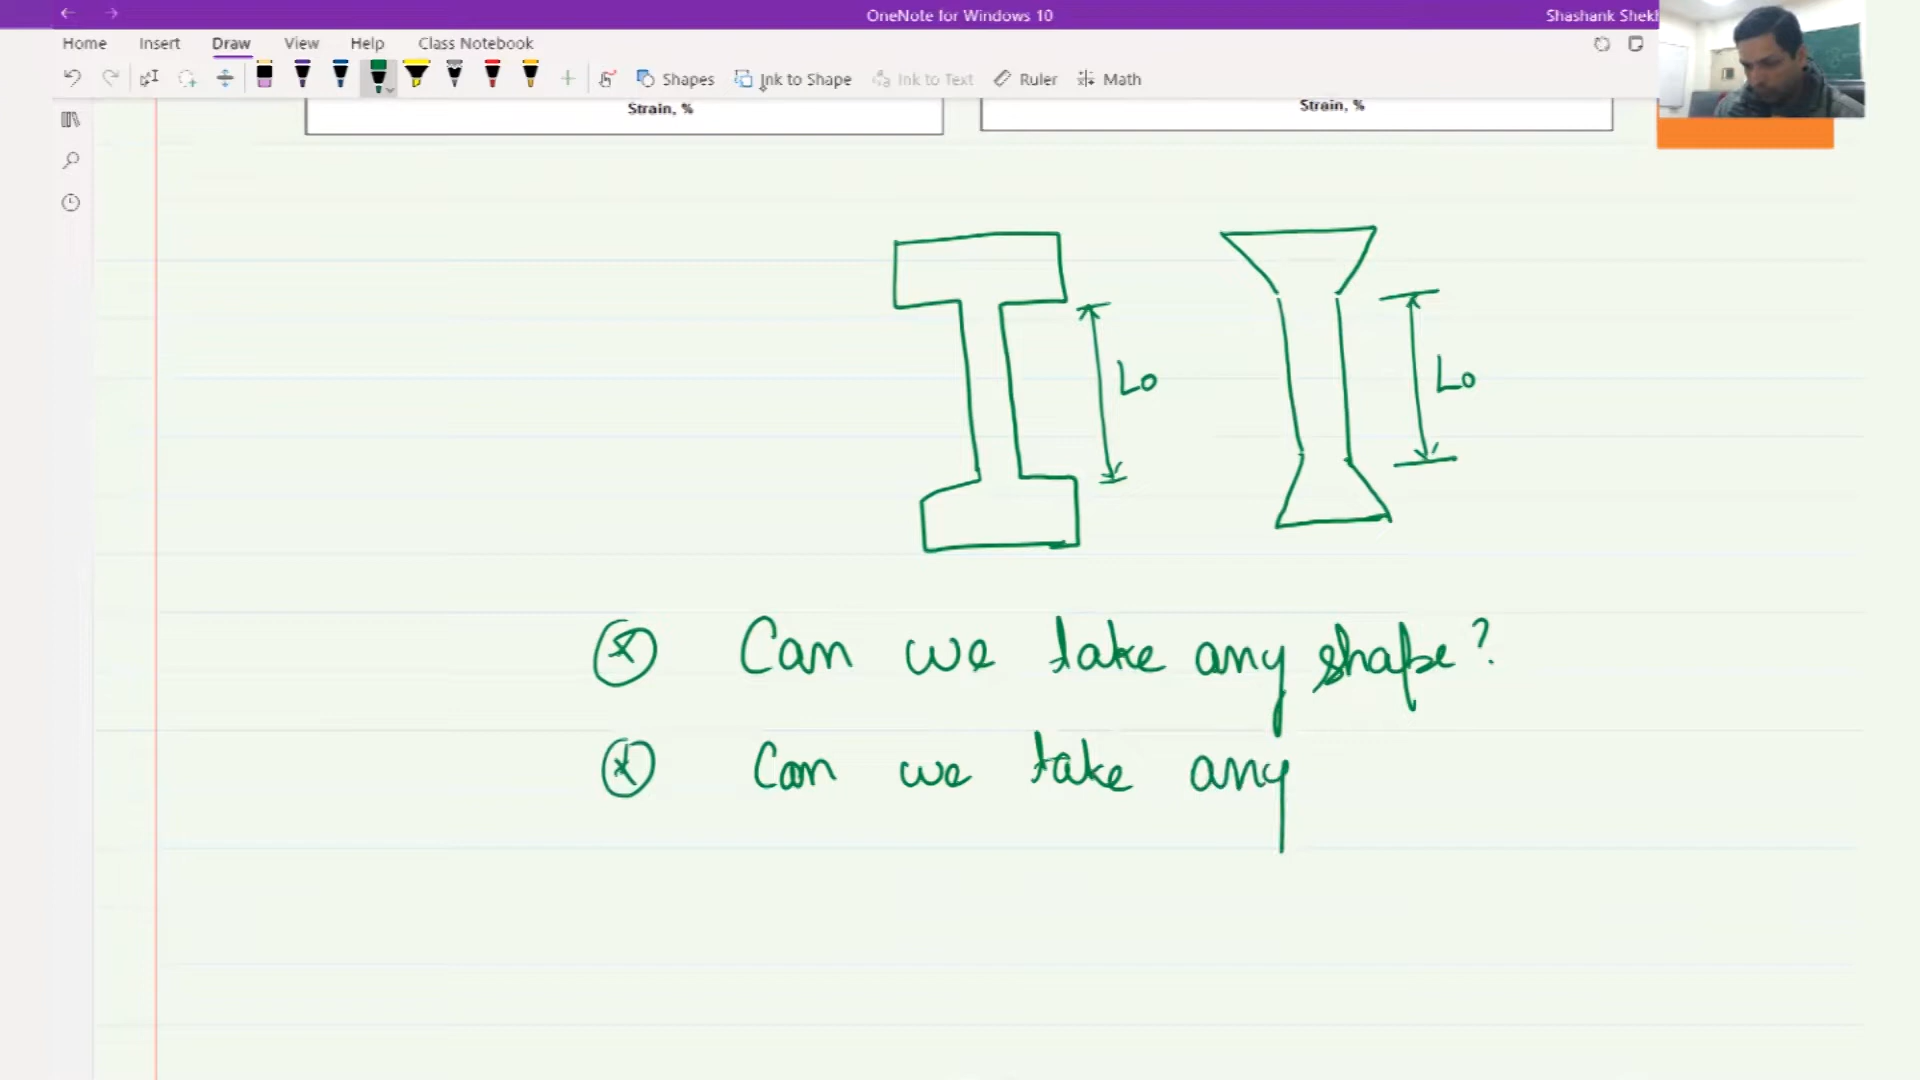 OneNote for Windows 10
Shashank Shekh
Home Insert Draw View Help Class Notebook
Shapes Ink to Shape Ink to Text Ruler Math
Strain, % Strain, %
Lo Lo
Can we take any shape?
Can we take any